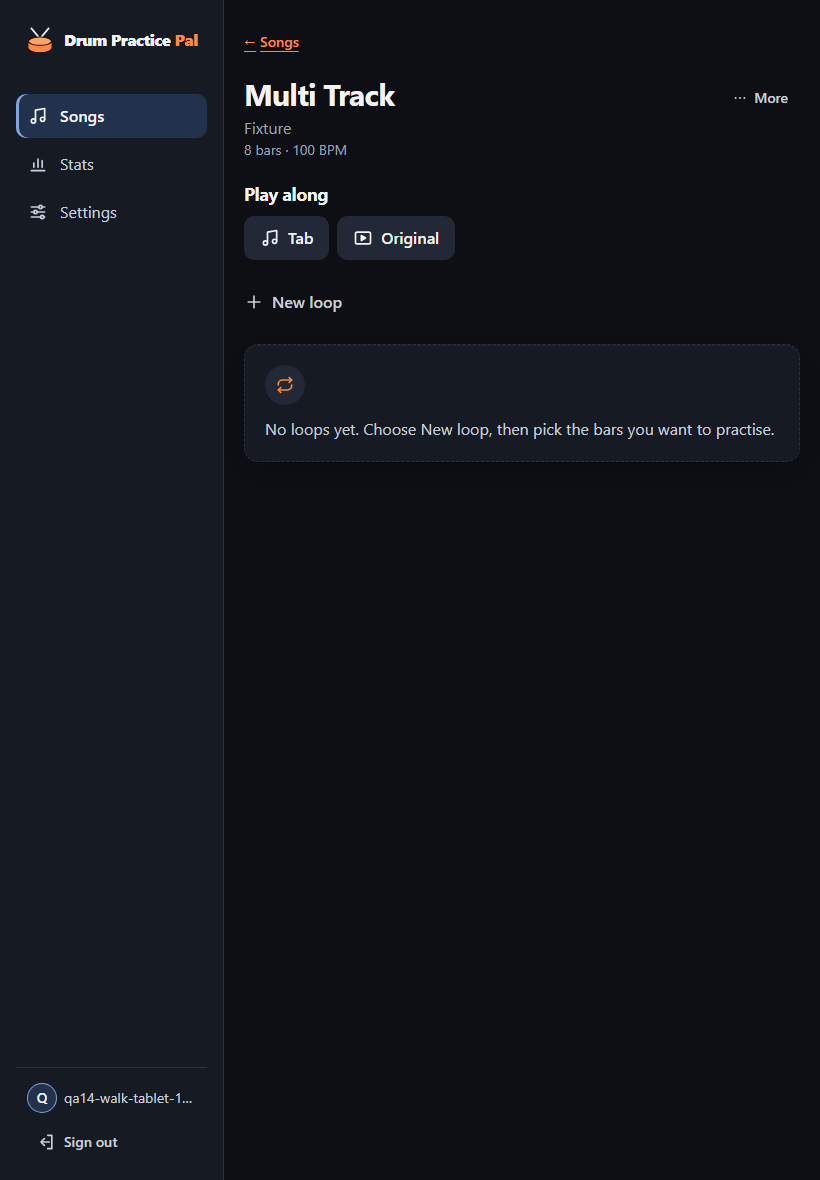 Drum Practice Pal
Songs
Stats
Settings
← Songs
Multi Track
··· More
Fixture
8 bars · 100 BPM
Play along
Tab
Original
+ New loop
No loops yet. Choose New loop, then pick the bars you want to practise.
Q
qa14-walk-tablet-1...
Sign out